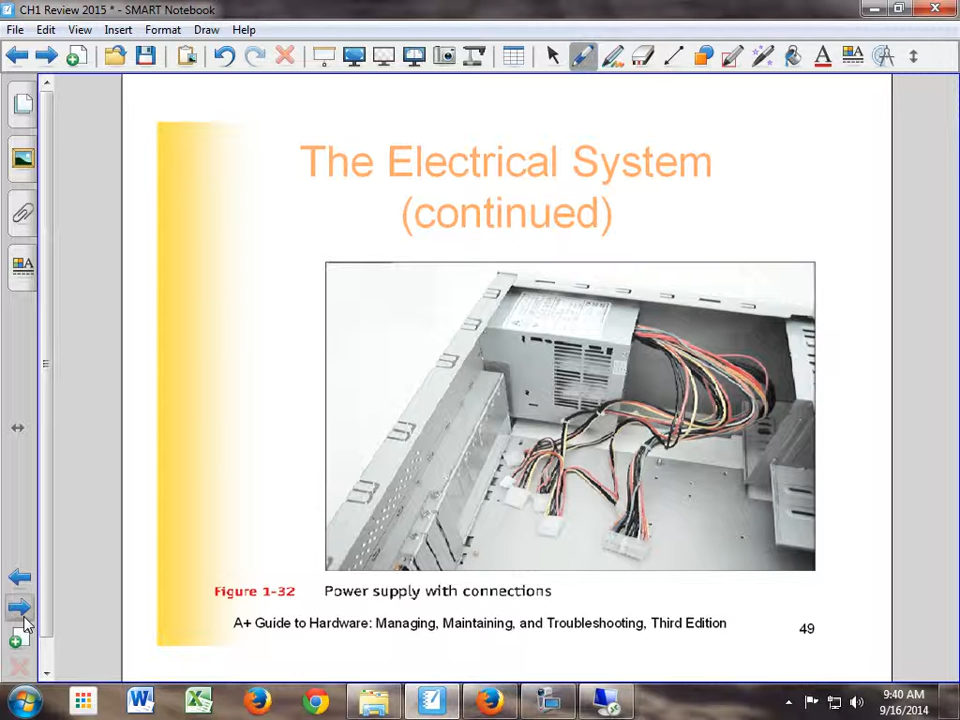 CH1 Review 2015 * - SMART Notebook
File Edit View Insert Format Draw Help
The Electrical System
(continued)
Figure 1-32 Power supply with connections
A+ Guide to Hardware: Managing, Maintaining, and Troubleshooting, Third Edition
49
9:40 AM
9/16/2014